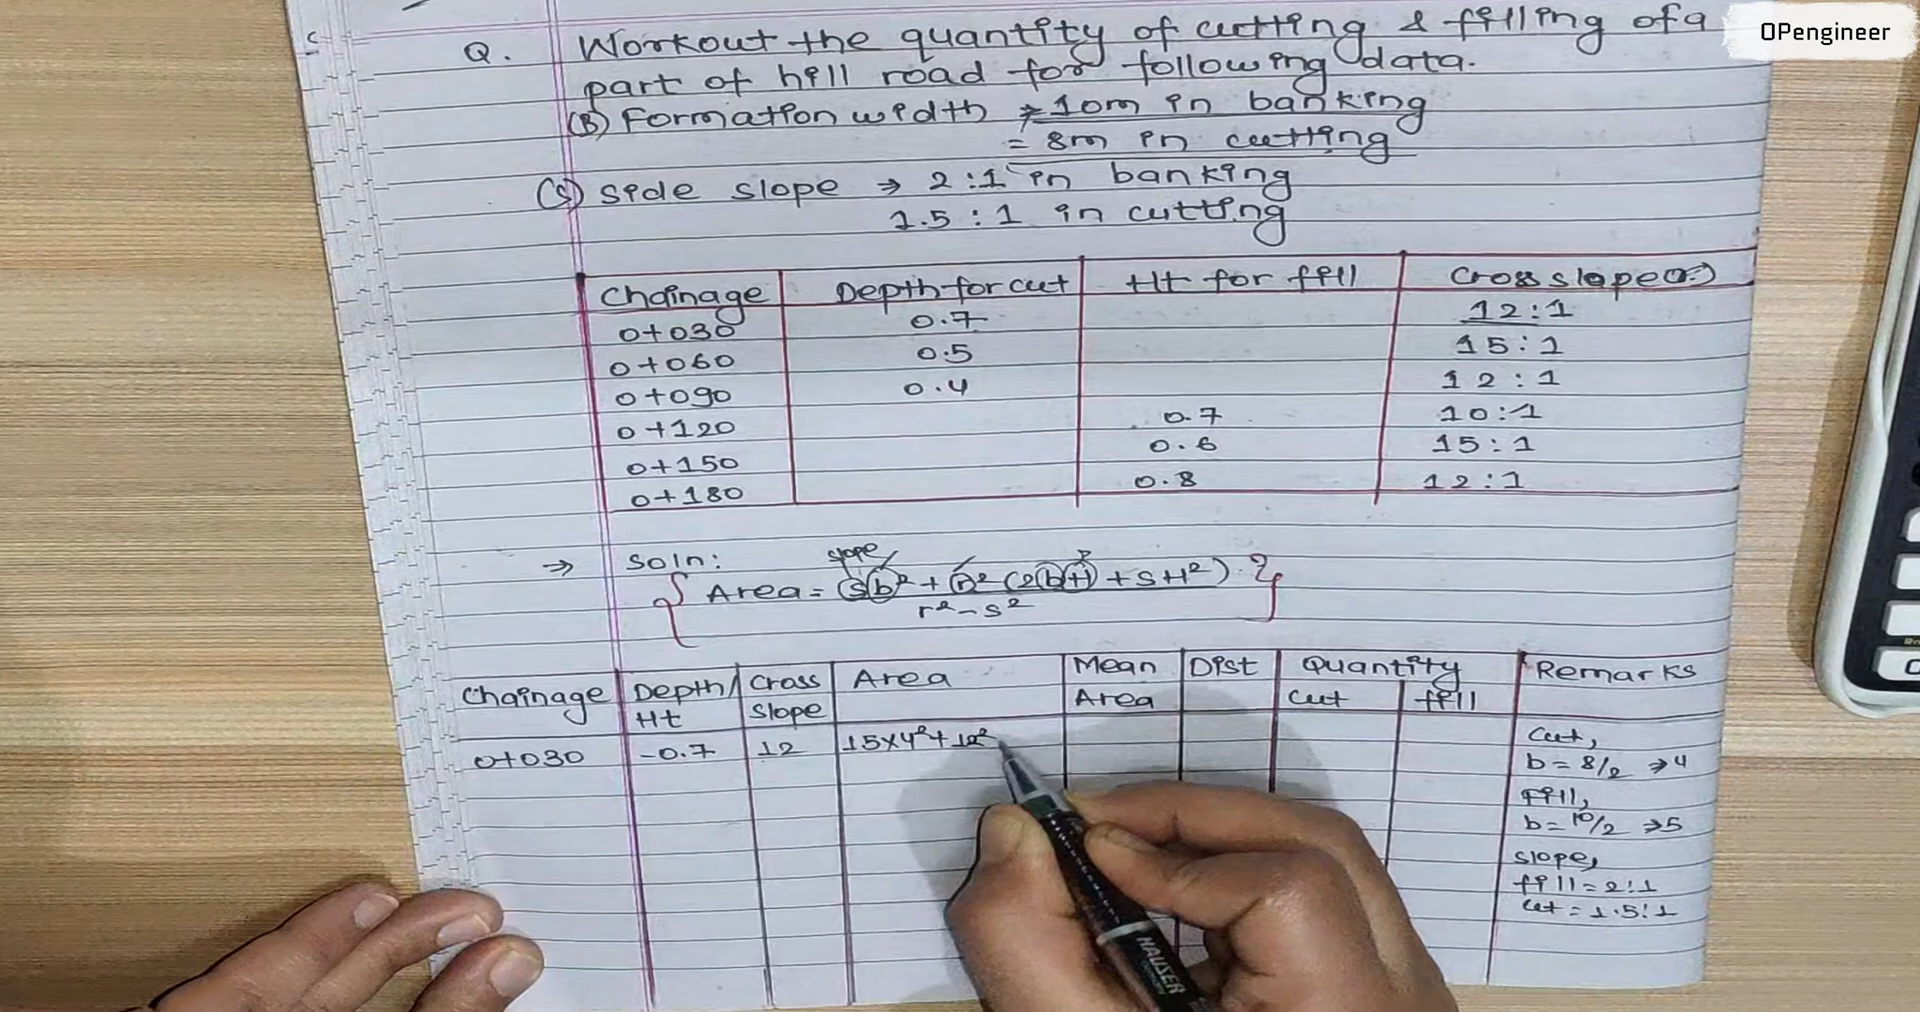 OPengineer
Q. Workout the quantity of cutting & filling of a
part of hill road for following data.
(B) Formation width ⇒ 10m in banking
= 8m in cutting
(S) Side slope ⇒ 2:1 in banking
1.5:1 in cutting
Chainage Depth for cut Ht for fill Cross slope(r)
0+030 0.7 12:1
0+060 0.5 15:1
0+090 0.4 12:1
0+120 0.7 10:1
0+150 0.6 15:1
0+180 0.8 12:1
→ Soln:
slope
Area = sb² + r² (2bH + sH²)
r² - s²
Chainage Depth/ Cross Area Mean Dist Quantity Remarks
Ht Slope Area Cut fill
0+030 -0.7 12 1.5×4² + 12² Cut,
b = 8/2 ⇒ 4
Fill,
b = 10/2 ⇒ 5
slope,
fill = 2:1
cut = 1.5:1
HAUSER